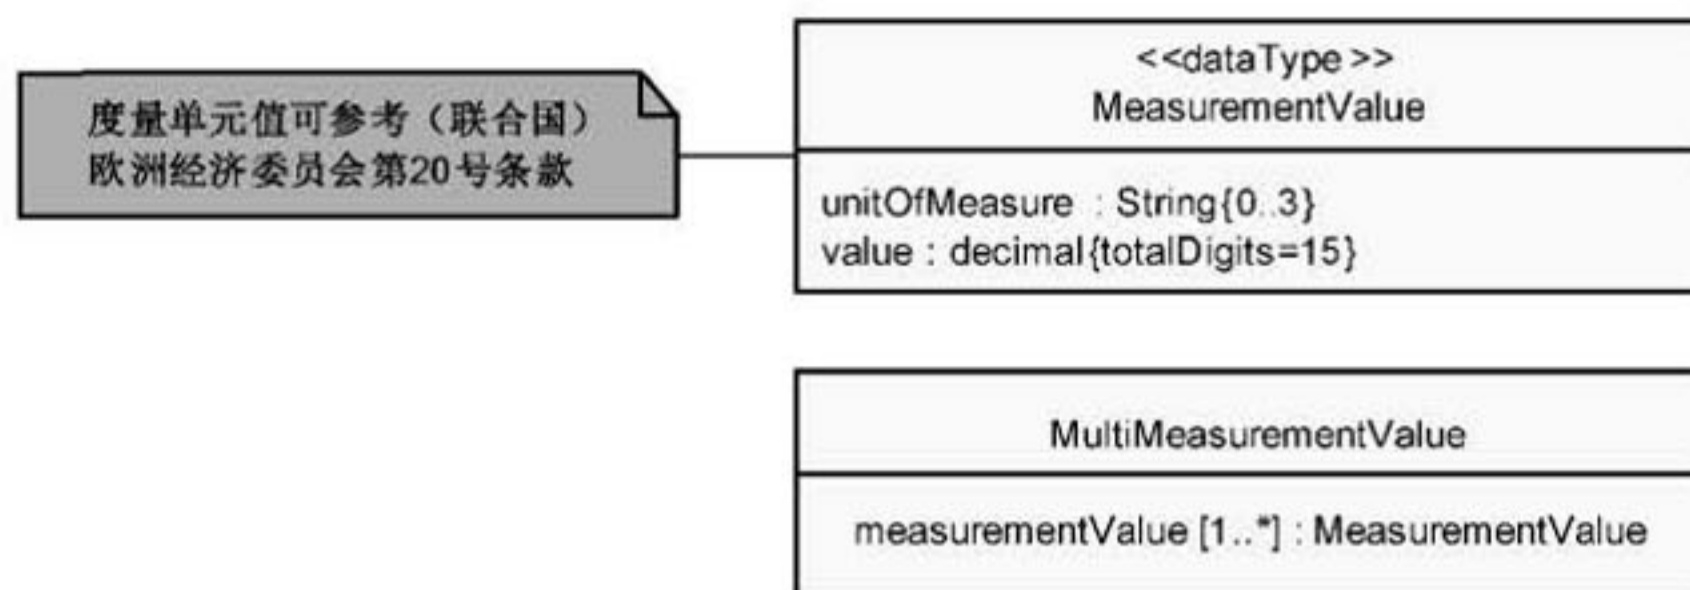 度量单元值可参考（联合国）
欧洲经济委员会第20号条款
<<dataType>>
MeasurementValue
unitOfMeasure : String{0..3}
value : decimal{totalDigits=15}
MultiMeasurementValue
measurementValue [1..*] : MeasurementValue